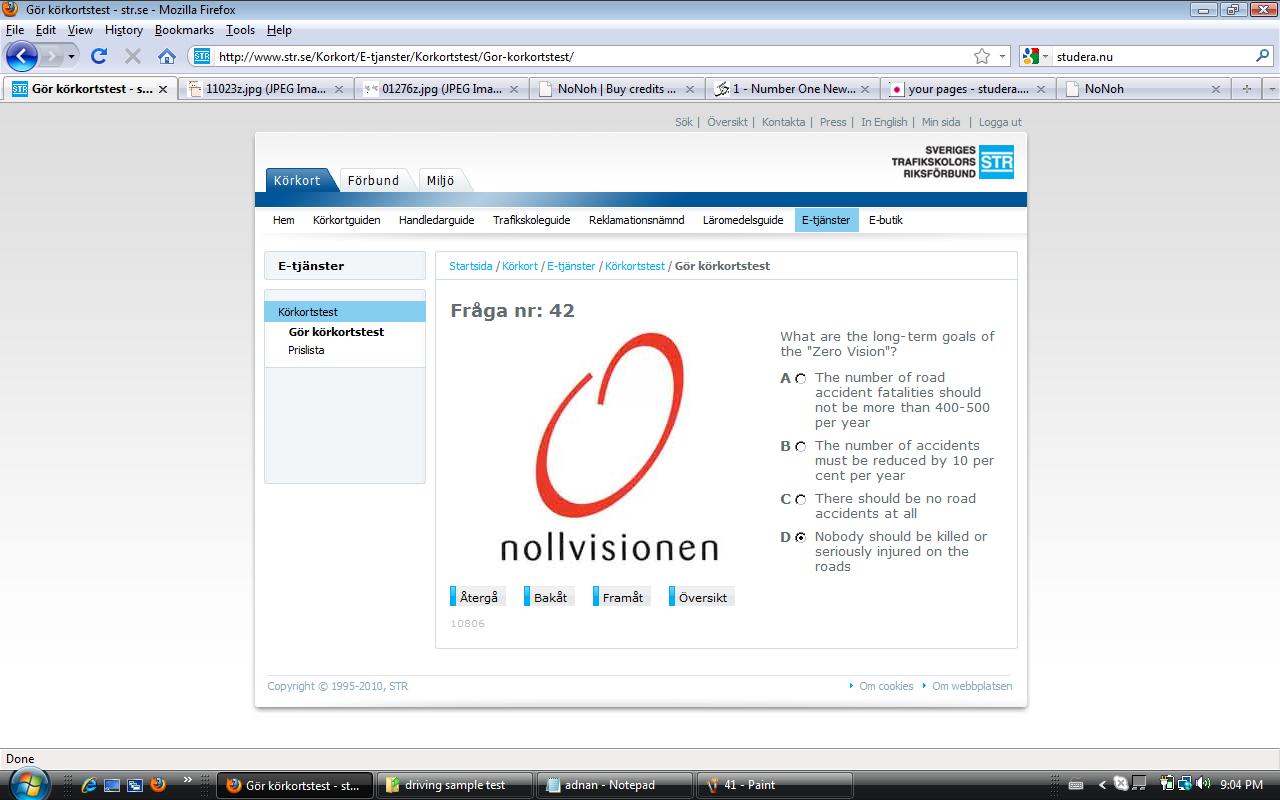 Gör körkortstest - str.se - Mozilla Firefox
File Edit View History Bookmarks Tools Help
STR http://www.str.se/Korkort/E-tjanster/Korkortstest/Gor-korkortstest/ studera.nu
STR Gör körkortstest - s... 11023z.jpg (JPEG Ima... 01276z.jpg (JPEG Ima... NoNoh | Buy credits ... 1 - Number One New... your pages - studera.... NoNoh
Sök | Översikt | Kontakta | Press | In English | Min sida | Logga ut
SVERIGES
TRAFIKSKOLORS
RIKSFÖRBUND
STR
Körkort Förbund Miljö
Hem Körkortguiden Handledarguide Trafikskoleguide Reklamationsnämnd Läromedelsguide E-tjänster E-butik
E-tjänster
Körkortstest
Gör körkortstest
Prislista
Startsida / Körkort / E-tjänster / Körkortstest / Gör körkortstest
Fråga nr: 42
nollvisionen
What are the long-term goals of
the "Zero Vision"?
A The number of road
accident fatalities should
not be more than 400-500
per year
B The number of accidents
must be reduced by 10 per
cent per year
C There should be no road
accidents at all
D Nobody should be killed or
seriously injured on the
roads
Återgå Bakåt Framåt Översikt
10806
Copyright © 1995-2010, STR Om cookies Om webbplatsen
Done
Gör körkortstest - st... driving sample test adnan - Notepad 41 - Paint 9:04 PM